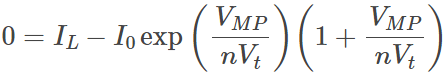 0 = I_L − I_0 exp(V_MP / nV_t)(1 + V_MP / nV_t)